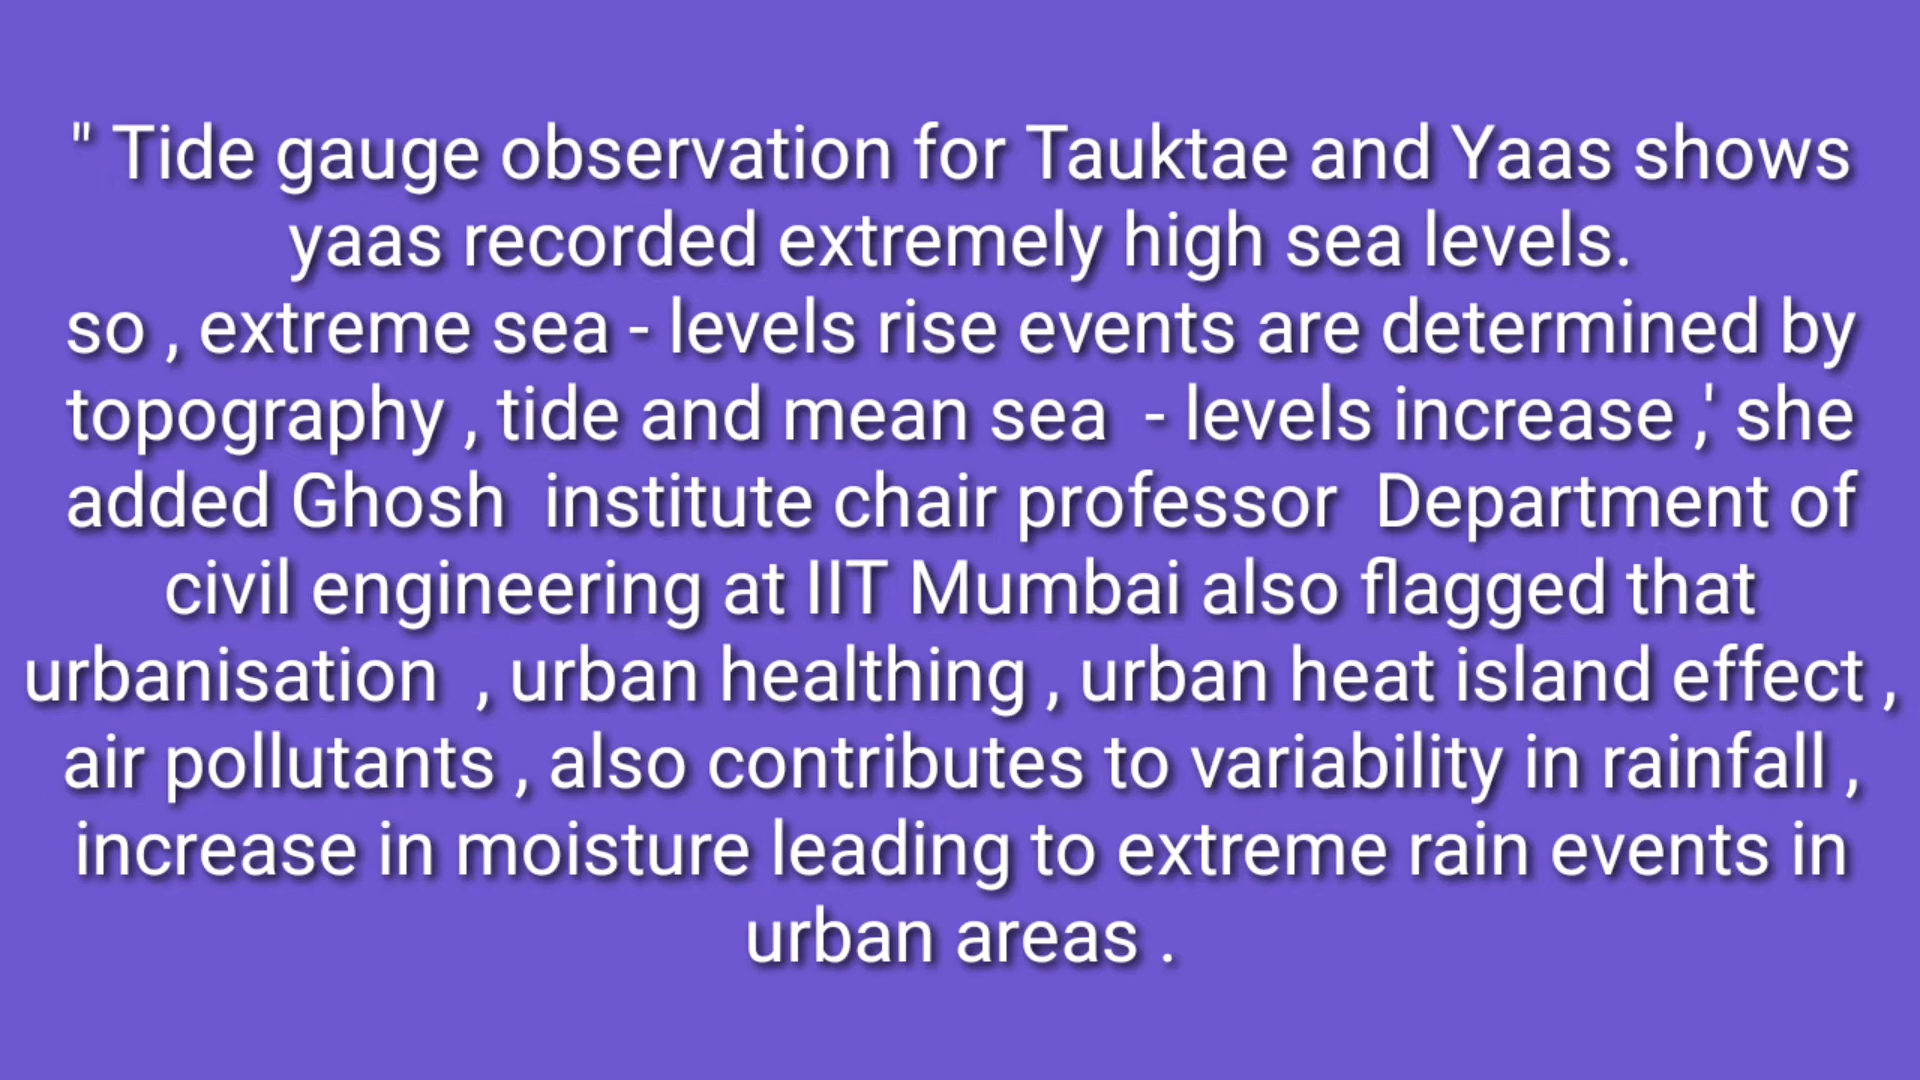 " Tide gauge observation for Tauktae and Yaas shows
yaas recorded extremely high sea levels.
so , extreme sea - levels rise events are determined by
topography , tide and mean sea  - levels increase ,' she
added Ghosh  institute chair professor  Department of
civil engineering at IIT Mumbai also flagged that
urbanisation  , urban healthing , urban heat island effect ,
air pollutants , also contributes to variability in rainfall ,
increase in moisture leading to extreme rain events in
urban areas .